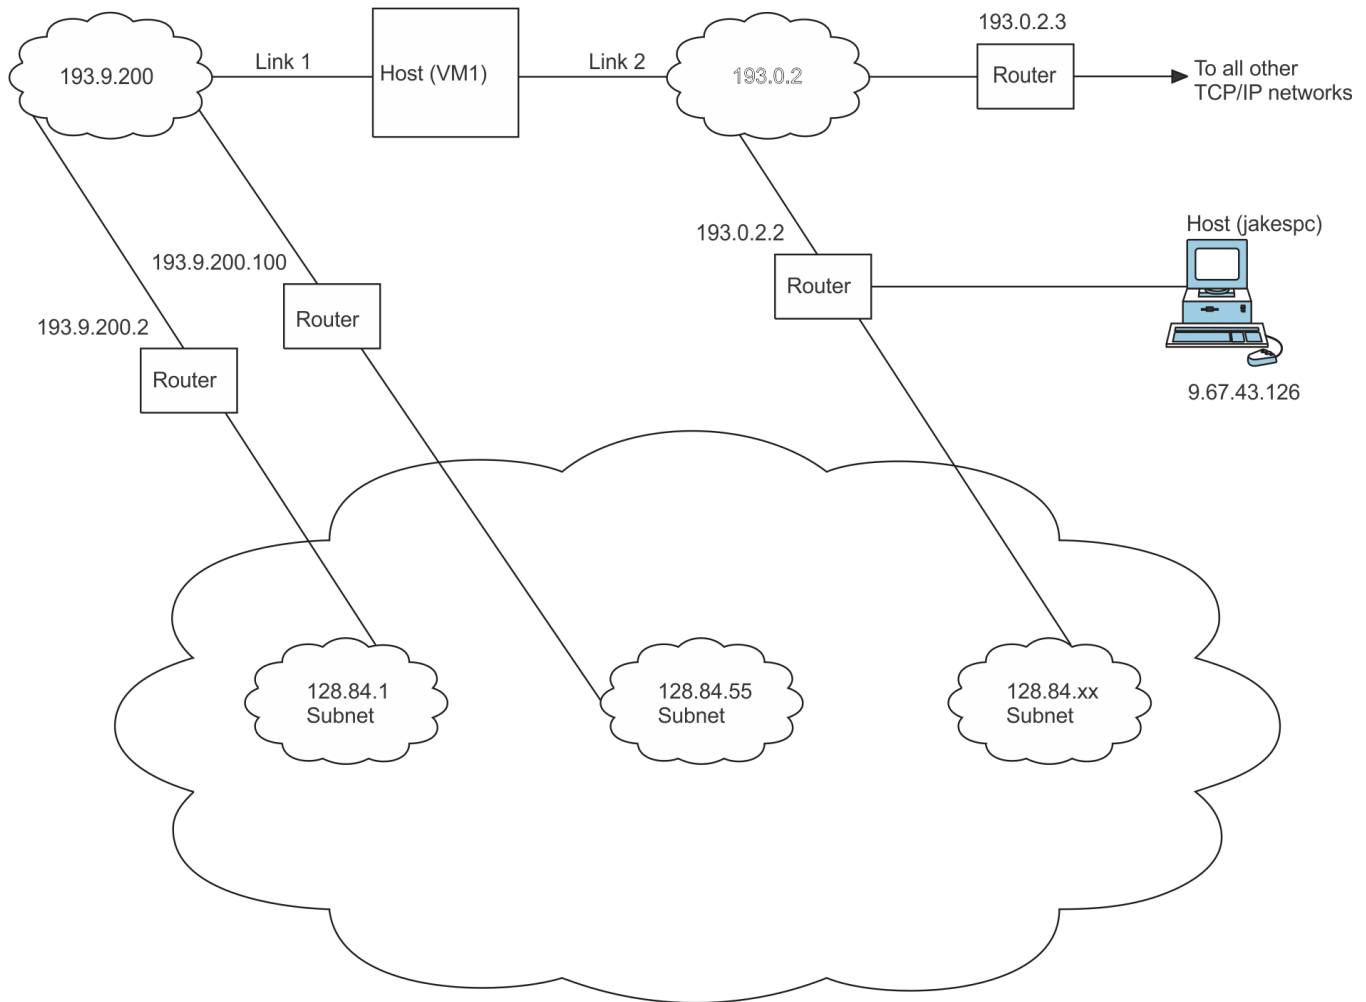 193.9.200
Link 1
Host (VM1)
Link 2
193.0.2
193.0.2.3
Router
To all other
TCP/IP networks
193.0.2.2
Router
Host (jakespc)
9.67.43.126
193.9.200.100
Router
193.9.200.2
Router
128.84.1
Subnet
128.84.55
Subnet
128.84.xx
Subnet